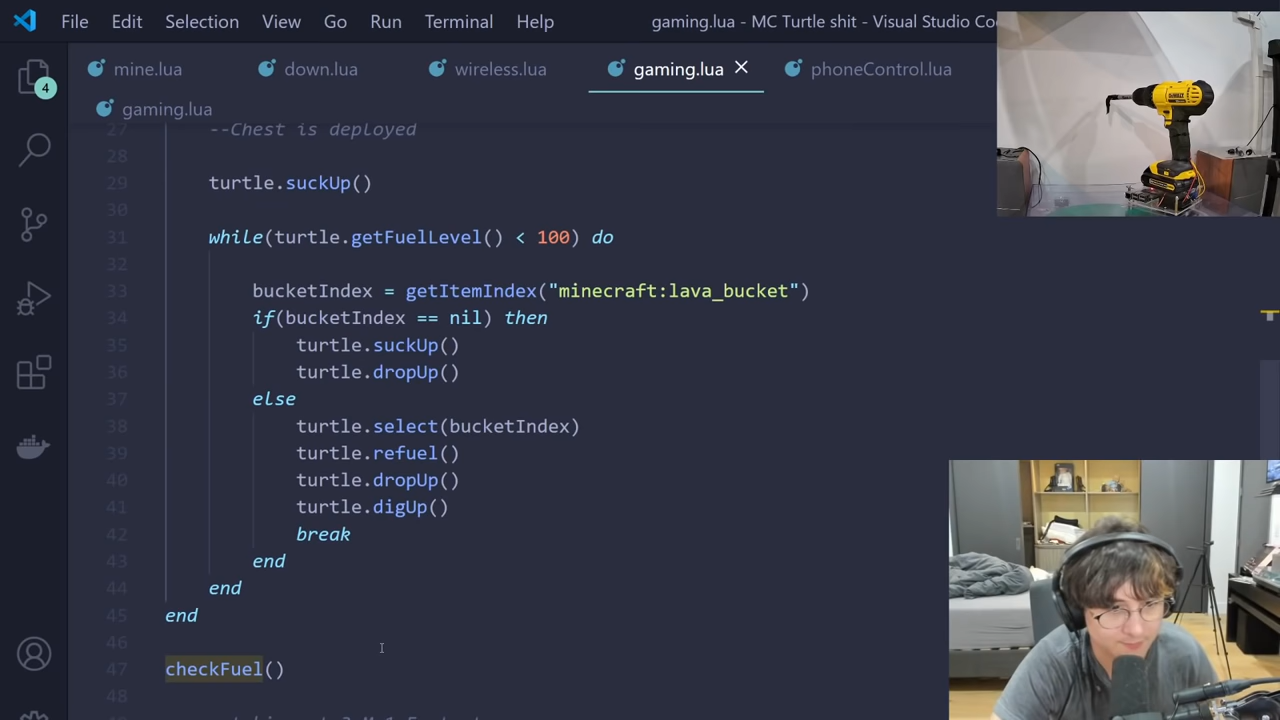 File Edit Selection View Go Run Terminal Help gaming.lua - MC Turtle shit - Visual Studio
mine.lua down.lua wireless.lua gaming.lua phoneControl.lua
4
gaming.lua
27 --Chest is deployed
28
29 turtle.suckUp()
30
31 while(turtle.getFuelLevel() < 100) do
32
33 bucketIndex = getItemIndex("minecraft:lava_bucket")
34 if(bucketIndex == nil) then
35 turtle.suckUp()
36 turtle.dropUp()
37 else
38 turtle.select(bucketIndex)
39 turtle.refuel()
40 turtle.dropUp()
41 turtle.digUp()
42 break
43 end
44 end
45 end
46
47 checkFuel()
48